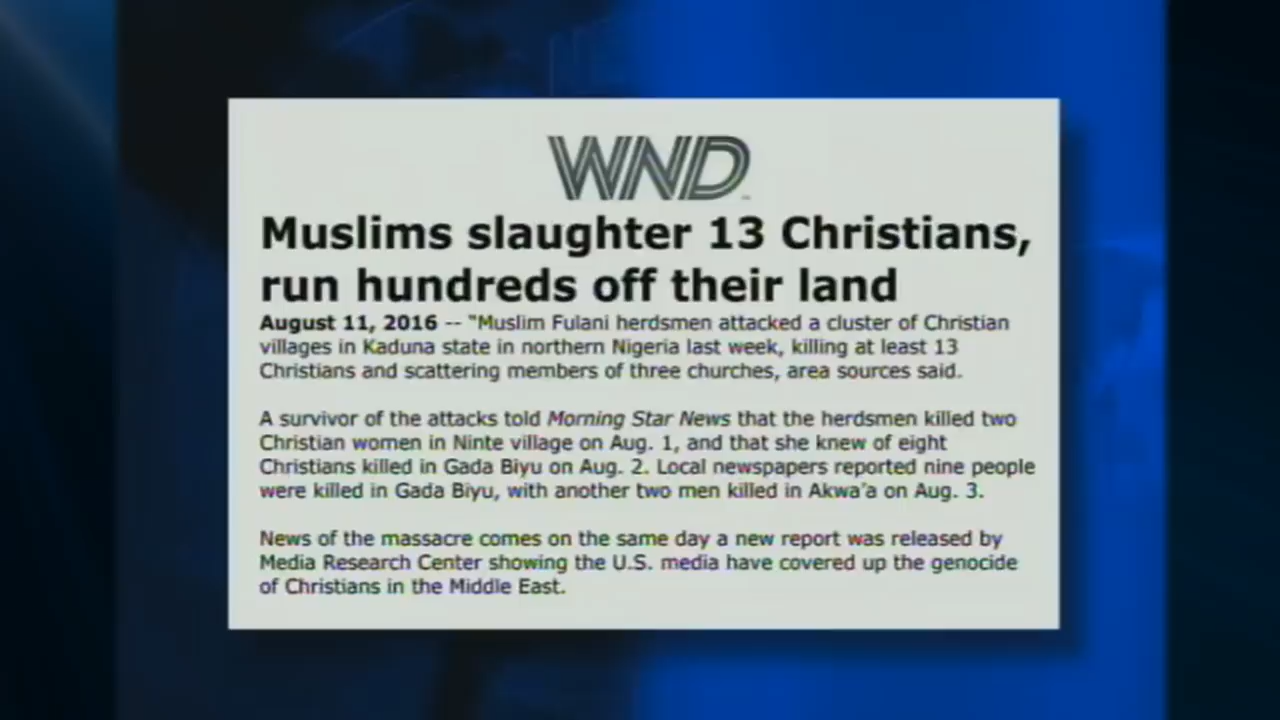 WND
Muslims slaughter 13 Christians,
run hundreds off their land
August 11, 2016 -- "Muslim Fulani herdsmen attacked a cluster of Christian
villages in Kaduna state in northern Nigeria last week, killing at least 13
Christians and scattering members of three churches, area sources said.
A survivor of the attacks told Morning Star News that the herdsmen killed two
Christian women in Ninte village on Aug. 1, and that she knew of eight
Christians killed in Gada Biyu on Aug. 2. Local newspapers reported nine people
were killed in Gada Biyu, with another two men killed in Akwa'a on Aug. 3.
News of the massacre comes on the same day a new report was released by
Media Research Center showing the U.S. media have covered up the genocide
of Christians in the Middle East.